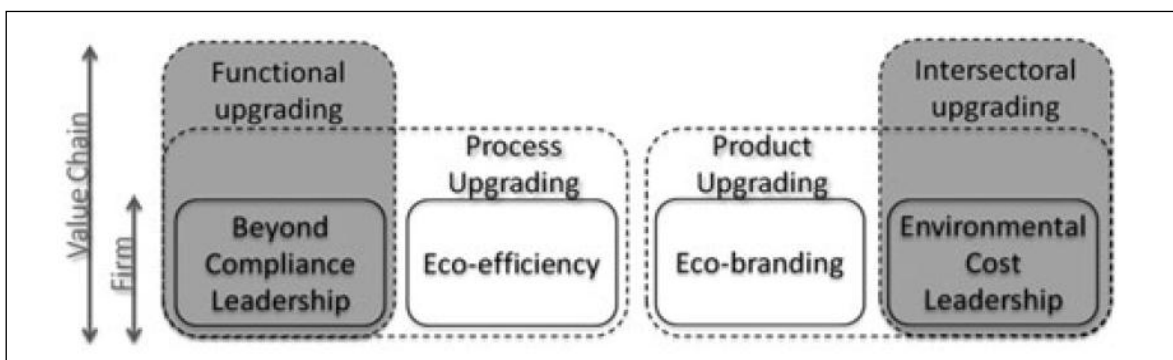 Value Chain
Firm
Functional
upgrading
Process
Upgrading
Product
Upgrading
Intersectoral
upgrading
Beyond
Compliance
Leadership
Eco-efficiency
Eco-branding
Environmental
Cost
Leadership